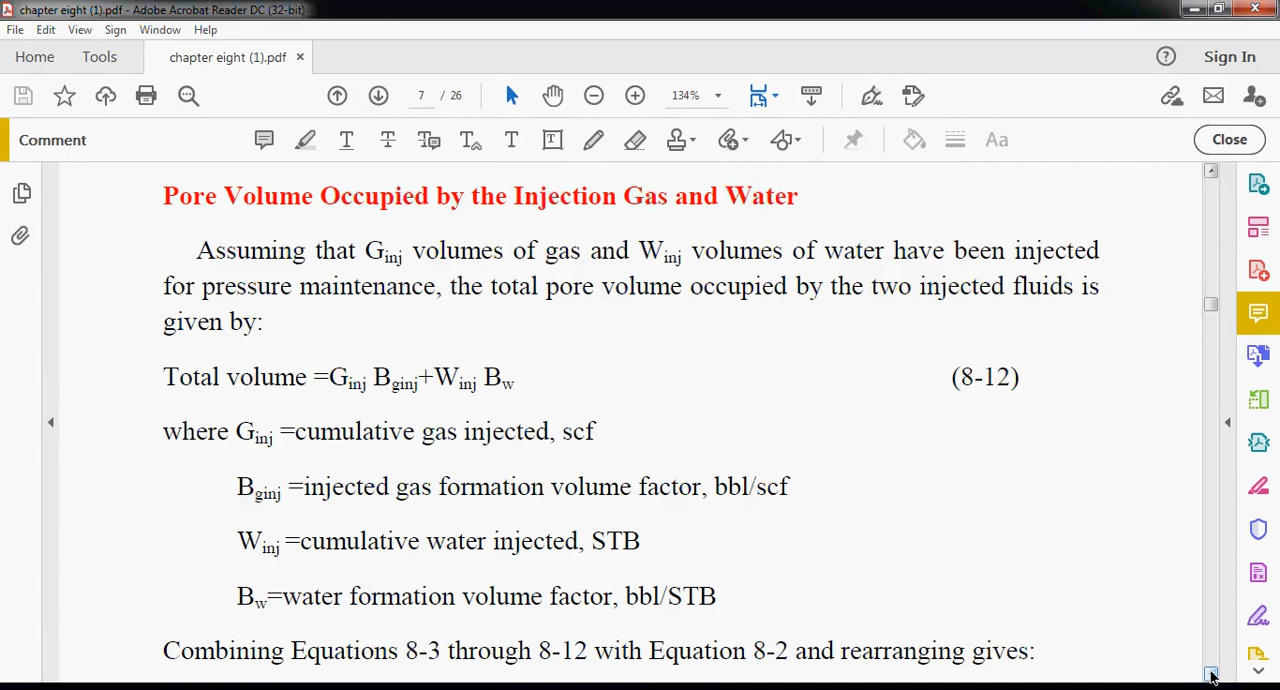 chapter eight (1).pdf - Adobe Acrobat Reader DC (32-bit)
File Edit View Sign Window Help
Home Tools chapter eight (1).pdf × ? Sign In
7 / 26 134%
Comment T T T T T Aa Close
Pore Volume Occupied by the Injection Gas and Water
Assuming that Ginj volumes of gas and Winj volumes of water have been injected
for pressure maintenance, the total pore volume occupied by the two injected fluids is
given by:
Total volume =Ginj Bginj+Winj Bw (8-12)
where Ginj =cumulative gas injected, scf
Bginj =injected gas formation volume factor, bbl/scf
Winj =cumulative water injected, STB
Bw=water formation volume factor, bbl/STB
Combining Equations 8-3 through 8-12 with Equation 8-2 and rearranging gives: